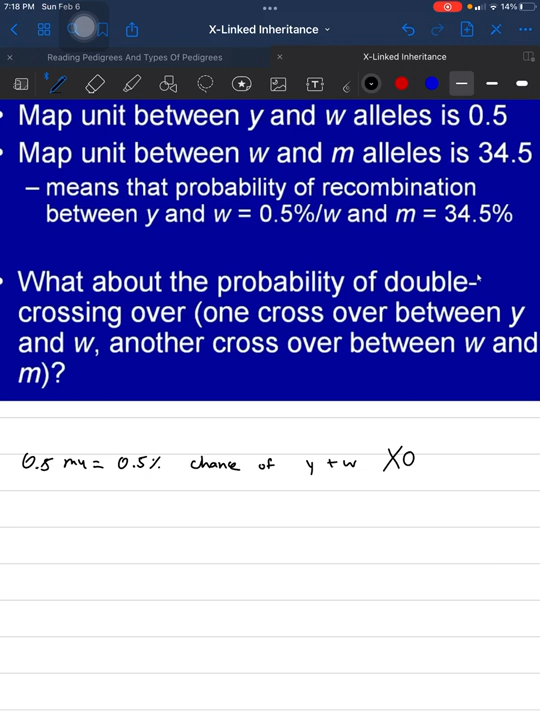 7:18 PM Sun Feb 6
14%
X-Linked Inheritance
Reading Pedigrees And Types Of Pedigrees
X-Linked Inheritance
• Map unit between y and w alleles is 0.5
• Map unit between w and m alleles is 34.5
– means that probability of recombination
between y and w = 0.5%/w and m = 34.5%
• What about the probability of double-
crossing over (one cross over between y
and w, another cross over between w and
m)?
0.5 mu = 0.5% chance of y + w XO